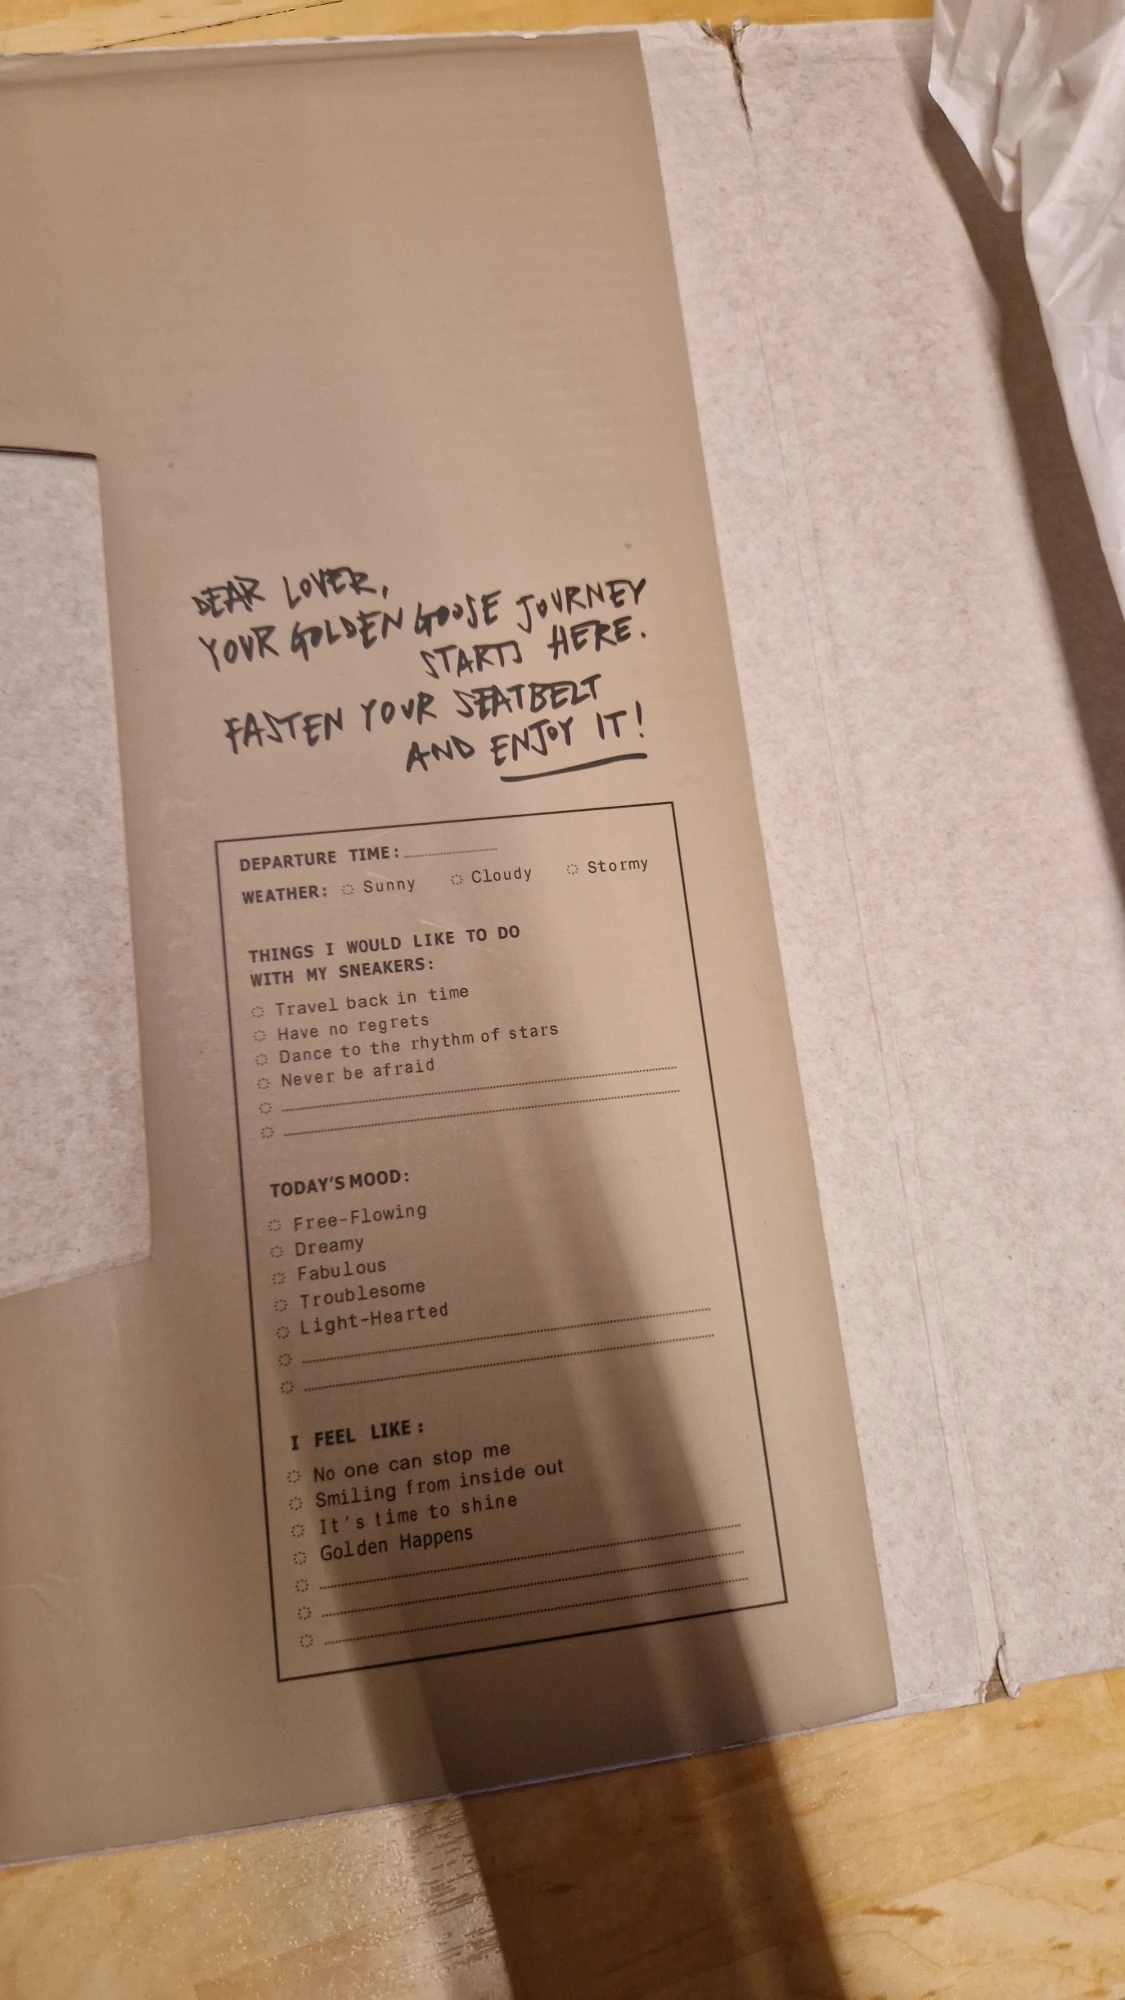 DEAR LOVER,
YOUR GOLDEN GOOSE JOURNEY
STARTS HERE.
FASTEN YOUR SEATBELT
AND ENJOY IT!
DEPARTURE TIME:
WEATHER: Sunny Cloudy Stormy
THINGS I WOULD LIKE TO DO
WITH MY SNEAKERS:
Travel back in time
Have no regrets
Dance to the rhythm of stars
Never be afraid
TODAY'S MOOD:
Free-Flowing
Dreamy
Fabulous
Troublesome
Light-Hearted
I FEEL LIKE:
No one can stop me
Smiling from inside out
It's time to shine
Golden Happens